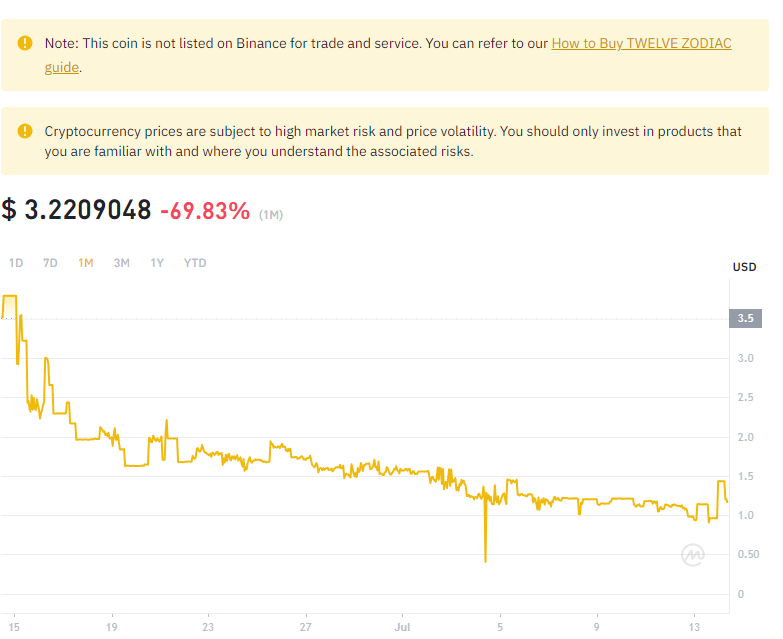 Note: This coin is not listed on Binance for trade and service. You can refer to our How to Buy TWELVE ZODIAC
guide.
Cryptocurrency prices are subject to high market risk and price volatility. You should only invest in products that
you are familiar with and where you understand the associated risks.
$ 3.2209048 -69.83% (1M)
1D 7D 1M 3M 1Y YTD
USD
3.5
3.0
2.5
2.0
1.5
1.0
0.50
0
15 19 23 27 Jul 5 9 13